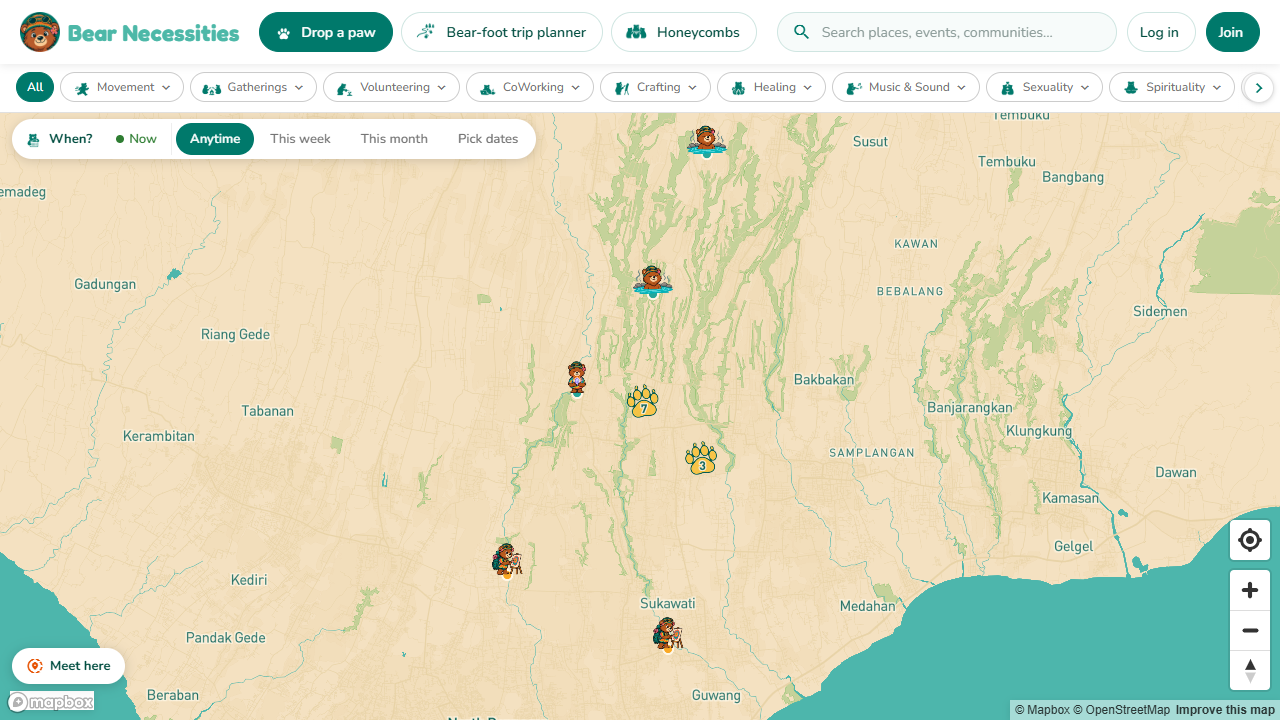 Bear Necessities
Drop a paw
Bear-foot trip planner
Honeycombs
Search places, events, communities...
Log in
Join
All
Movement
Gatherings
Volunteering
CoWorking
Crafting
Healing
Music & Sound
Sexuality
Spirituality
When?
Now
Anytime
This week
This month
Pick dates
Tembuku
Susut
Tembuku
Bangbang
emadeg
KAWAN
Gadungan
BEBALANG
Sidemen
Riang Gede
Bakbakan
Tabanan
7
Banjarangkan
Kerambitan
Klungkung
3
SAMPLANGAN
Dawan
Kamasan
Gelgel
Kediri
Sukawati
Medahan
Pandak Gede
Meet here
Beraban
Guwang
mapbox
© Mapbox © OpenStreetMap Improve this map